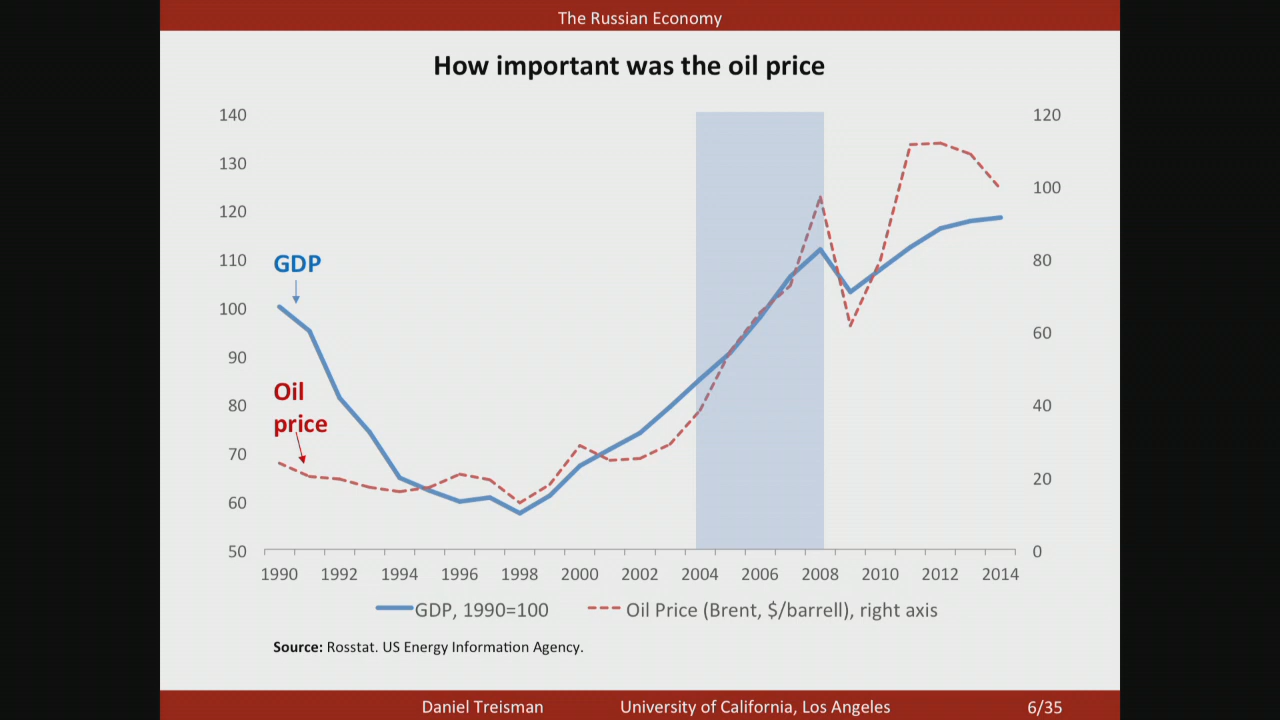 The Russian Economy
How important was the oil price
140
130
120
110
100
90
80
70
60
50
120
100
80
60
40
20
0
GDP
Oil
price
1990 1992 1994 1996 1998 2000 2002 2004 2006 2008 2010 2012 2014
GDP, 1990=100 Oil Price (Brent, $/barrell), right axis
Source: Rosstat. US Energy Information Agency.
Daniel Treisman University of California, Los Angeles 6/35